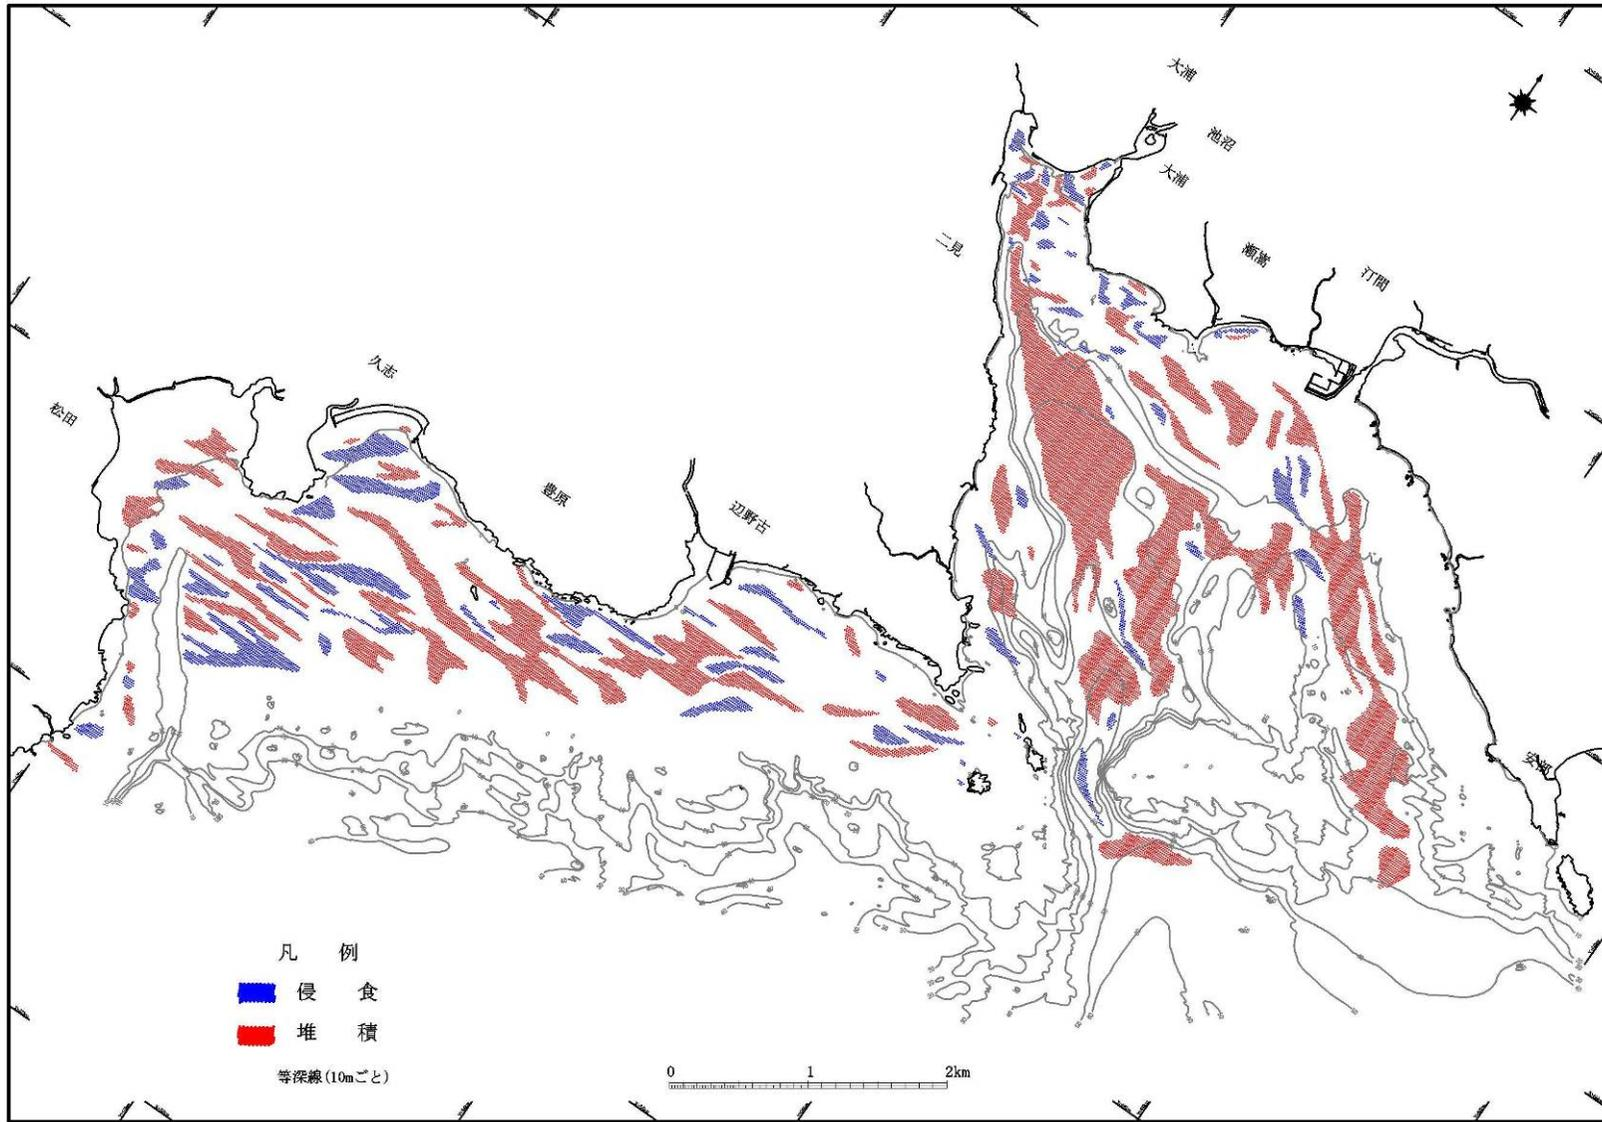 大浦
池沼
大浦
二見
瀬嵩
汀間
久志
松田
豊原
辺野古
安部
凡 例
侵 食
堆 積
等深線(10mごと)
0 1 2km